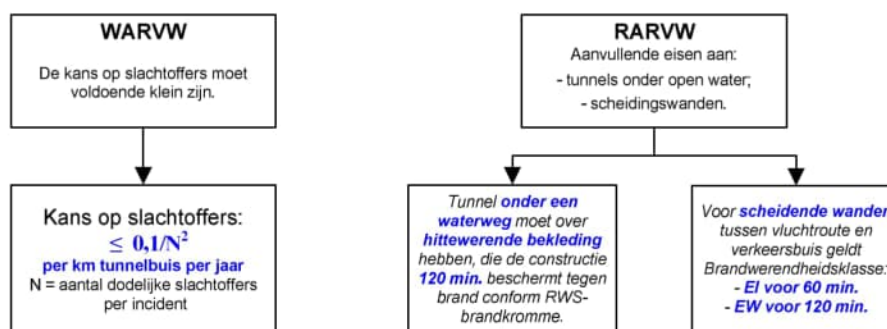 WARVW
De kans op slachtoffers moet
voldoende klein zijn.
Kans op slachtoffers:
≤ 0,1/N²
per km tunnelbuis per jaar
N = aantal dodelijke slachtoffers
per incident
RARVW
Aanvullende eisen aan:
- tunnels onder open water;
- scheidingswanden.
Tunnel onder een
waterweg moet over
hittewerende bekleding
hebben, die de constructie
120 min. beschermt tegen
brand conform RWS-
brandkromme.
Voor scheidende wanden
tussen vluchtroute en
verkeersbuis geldt
Brandwerendheidsklasse:
- EI voor 60 min.
- EW voor 120 min.